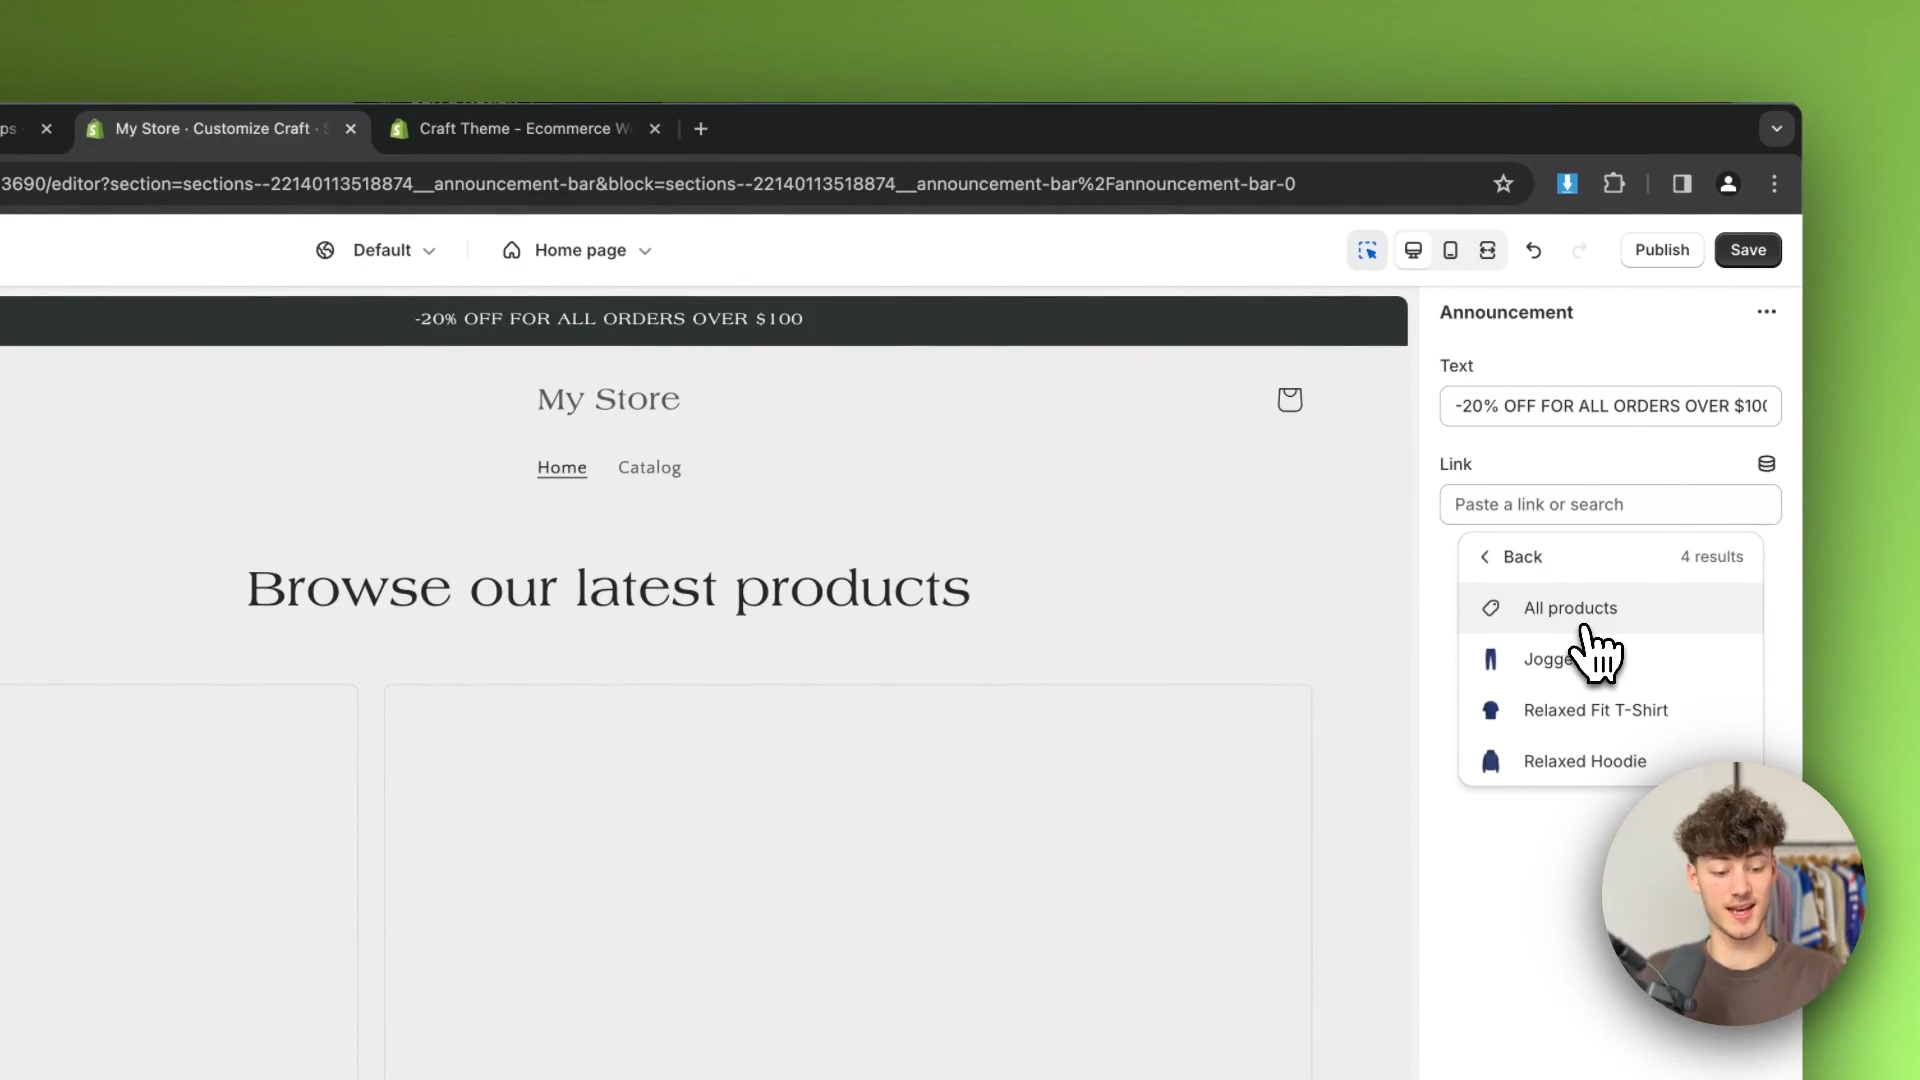 ps
My Store · Customize Craft ·
Craft Theme - Ecommerce W
3690/editor?section=sections--22140113518874__announcement-bar&block=sections--22140113518874__announcement-bar%2Fannouncement-bar-0
Default
Home page
Publish
Save
-20% OFF FOR ALL ORDERS OVER $100
Announcement
Text
-20% OFF FOR ALL ORDERS OVER $100
My Store
Home
Catalog
Link
Paste a link or search
Back
4 results
Browse our latest products
All products
Jogge
Relaxed Fit T-Shirt
Relaxed Hoodie